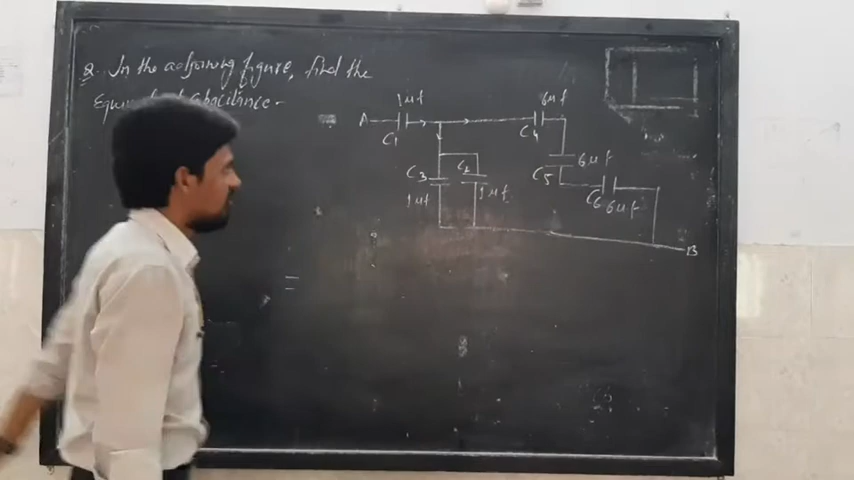 Q. In the adjoining figure, find the
Capacitance -
A
1μf
C1
6μf
C4
C5
6μf
C3
1μf
C2
1μf
C6
6μf
B
=